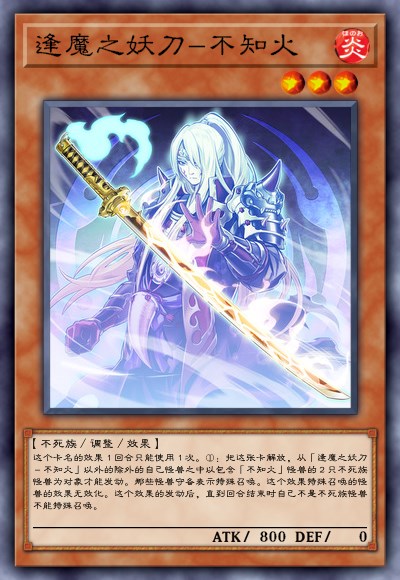 逢魔之妖刀-不知火
ほのお
炎
【不死族/调整/效果】
这个卡名的效果1回合只能使用1次。①：把这张卡解放，从「逢魔之妖刀
-不知火」以外的除外的自己怪兽之中以包含「不知火」怪兽的2只不死族
怪兽为对象才能发动。那些怪兽守备表示特殊召唤。这个效果特殊召唤的怪
兽的效果无效化。这个效果的发动后，直到回合结束时自己不是不死族怪兽
不能特殊召唤。
ATK/ 800 DEF/ 0